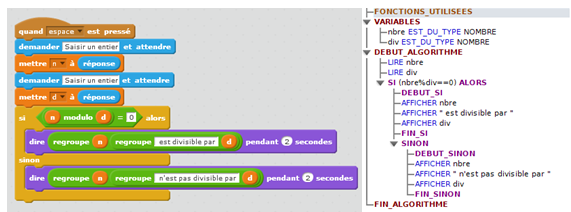 quand espace est pressé
demander Saisir un entier et attendre
mettre n à réponse
demander Saisir un entier et attendre
mettre d à réponse
si n modulo d = 0 alors
dire regroupe n regroupe est divisible par d pendant 2 secondes
sinon
dire regroupe n regroupe n'est pas divisible par d pendant 2 secondes
FONCTIONS_UTILISEES
VARIABLES
nbre EST_DU_TYPE NOMBRE
div EST_DU_TYPE NOMBRE
DEBUT_ALGORITHME
LIRE nbre
LIRE div
SI (nbre%div==0) ALORS
DEBUT_SI
AFFICHER nbre
AFFICHER " est divisible par "
AFFICHER div
FIN_SI
SINON
DEBUT_SINON
AFFICHER nbre
AFFICHER " n'est pas divisible par "
AFFICHER div
FIN_SINON
FIN_ALGORITHME